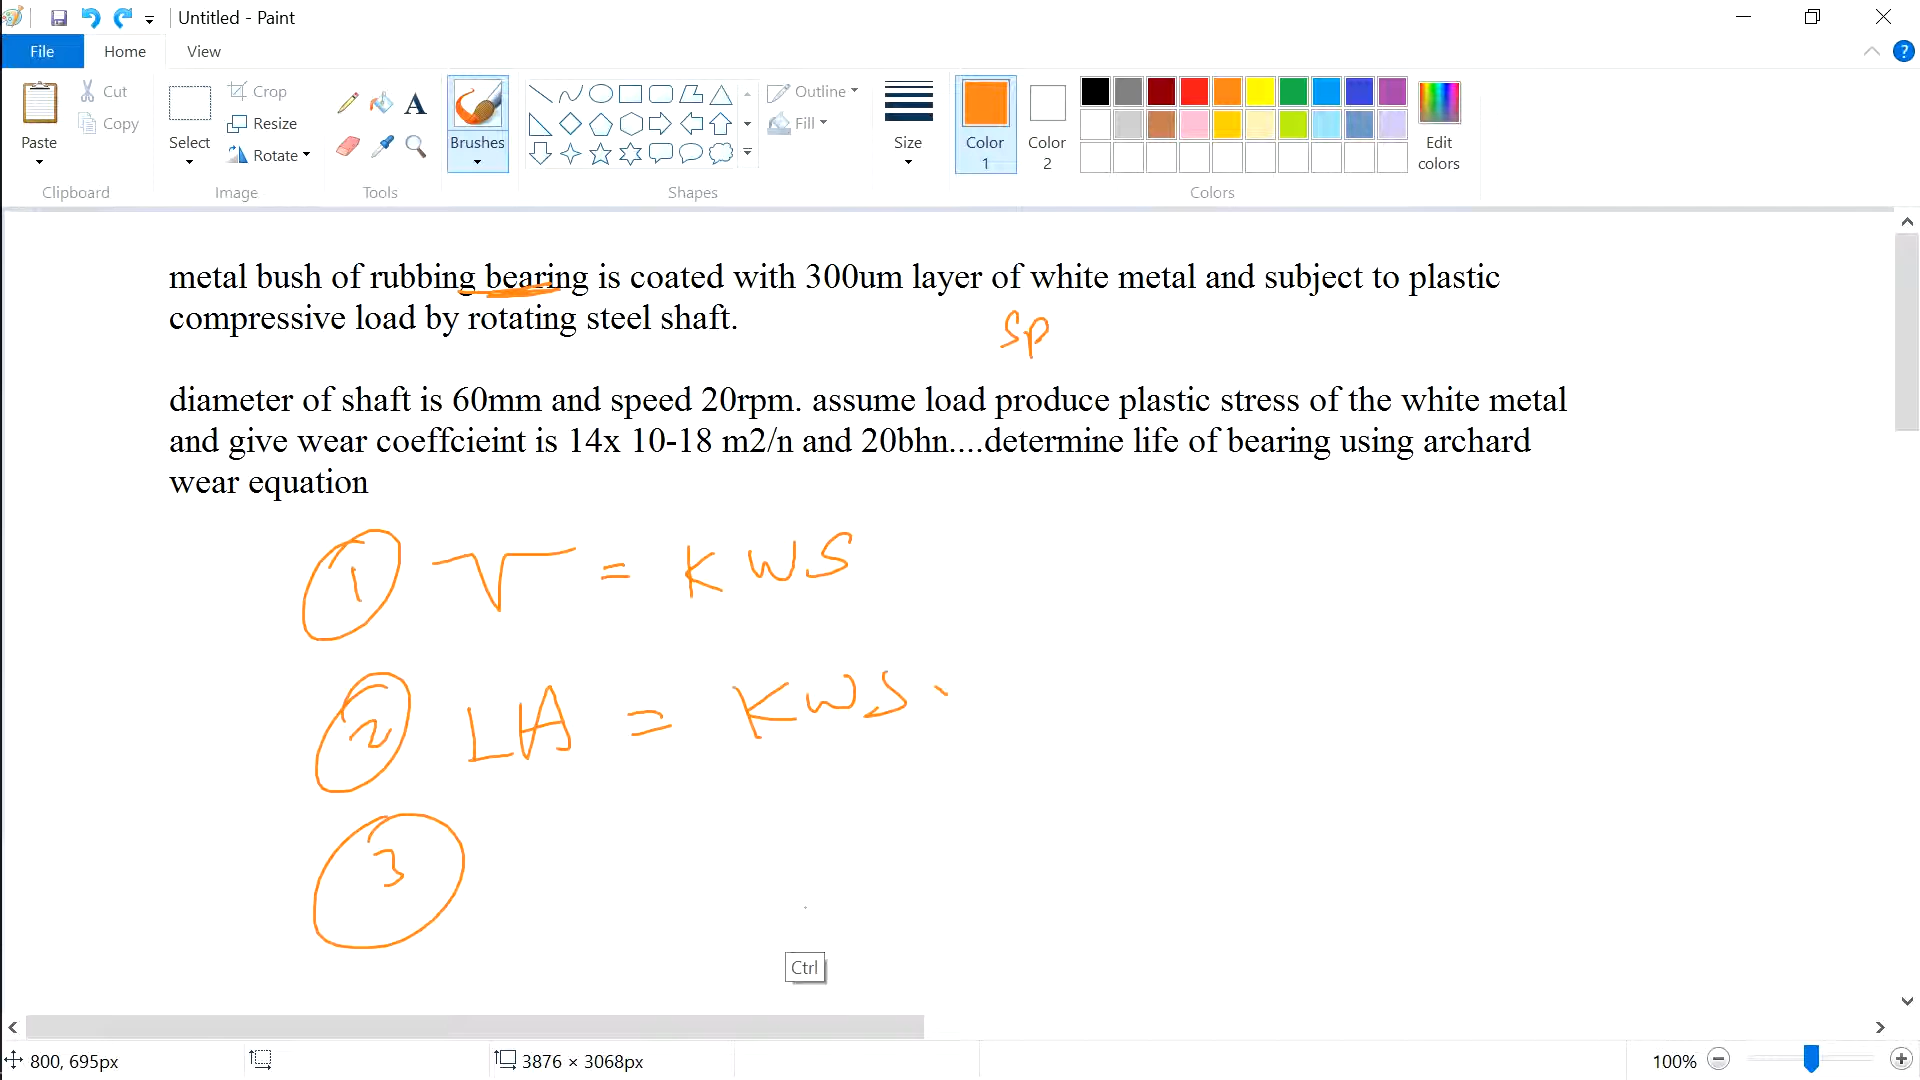 Untitled - Paint
File
Home
View
Paste
Cut
Copy
Clipboard
Select
Crop
Resize
Rotate
Image
A
Tools
Brushes
Shapes
Outline
Fill
Size
Color
1
Color
2
Edit
colors
Colors
?
metal bush of rubbing bearing is coated with 300um layer of white metal and subject to plastic
compressive load by rotating steel shaft.
Sp
diameter of shaft is 60mm and speed 20rpm. assume load produce plastic stress of the white metal
and give wear coeffcieint is 14x 10-18 m2/n and 20bhn....determine life of bearing using archard
wear equation
1 V = KWS
2 LA = KWS
3
Ctrl
800, 695px
3876 × 3068px
100%